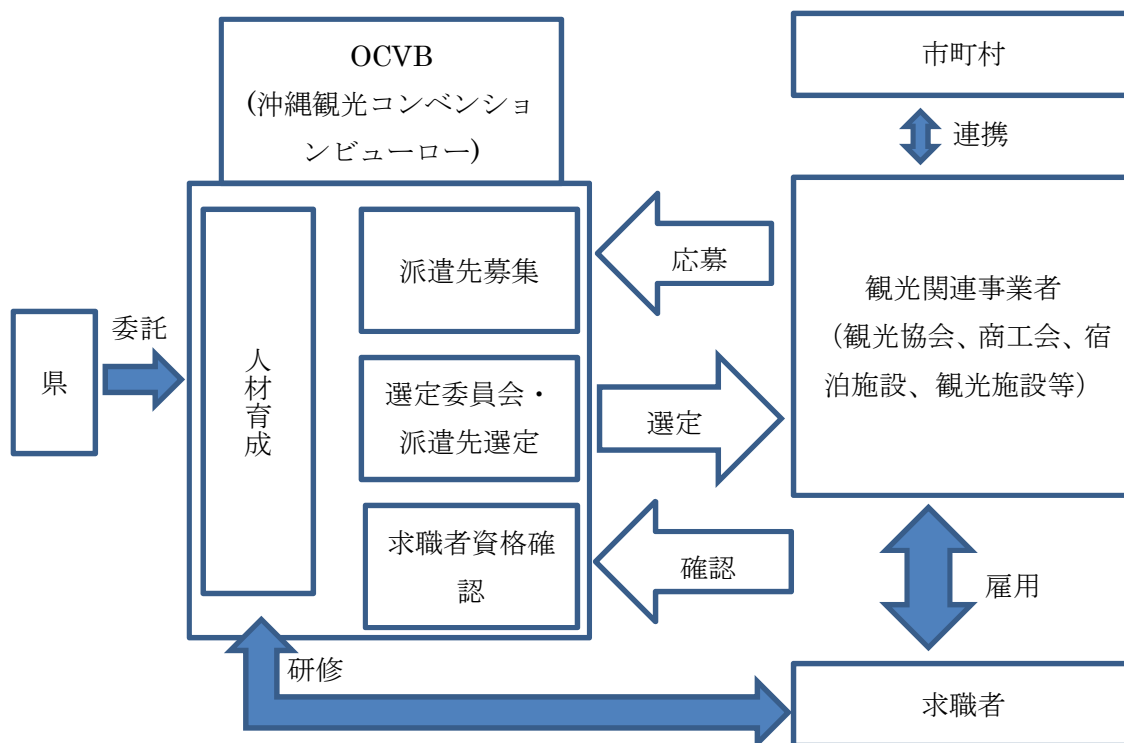 OCVB
(沖縄観光コンベンショ
ンビューロー)
市町村
連携
人材育成
派遣先募集
応募
観光関連事業者
（観光協会、商工会、宿
泊施設、観光施設等）
県
委託
選定委員会・
派遣先選定
選定
求職者資格確
認
確認
雇用
研修
求職者